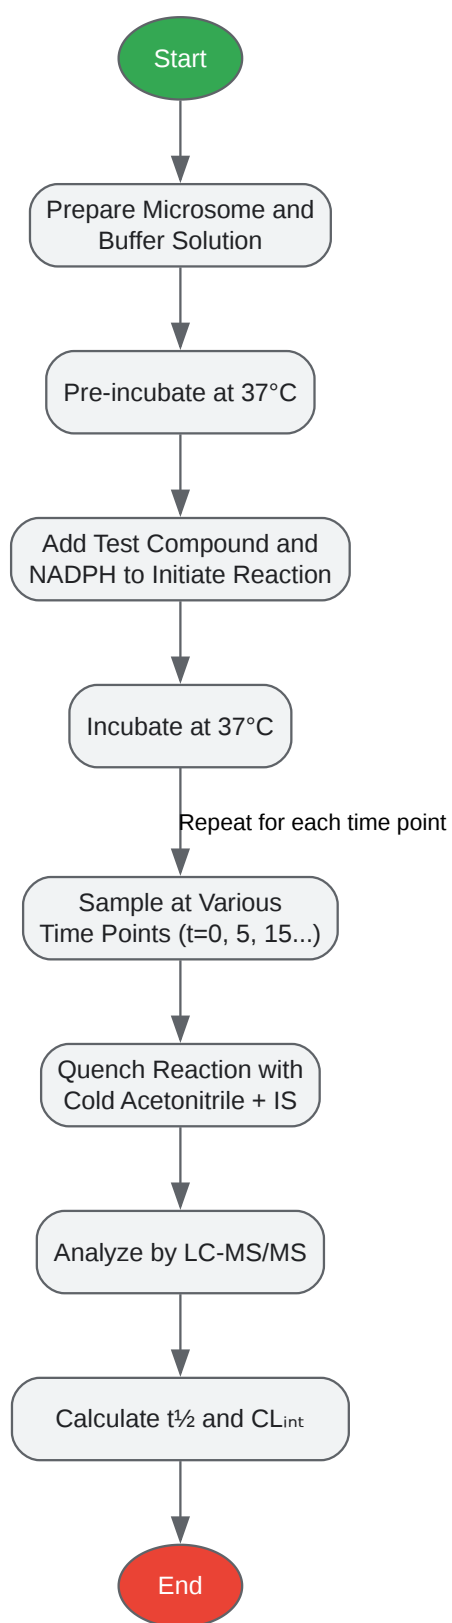 Start
Prepare Microsome and
Buffer Solution
Pre-incubate at 37°C
Add Test Compound and
NADPH to Initiate Reaction
Incubate at 37°C
Repeat for each time point
Sample at Various
Time Points (t=0, 5, 15...)
Quench Reaction with
Cold Acetonitrile + IS
Analyze by LC-MS/MS
Calculate t½ and CLᵢₙₜ
End